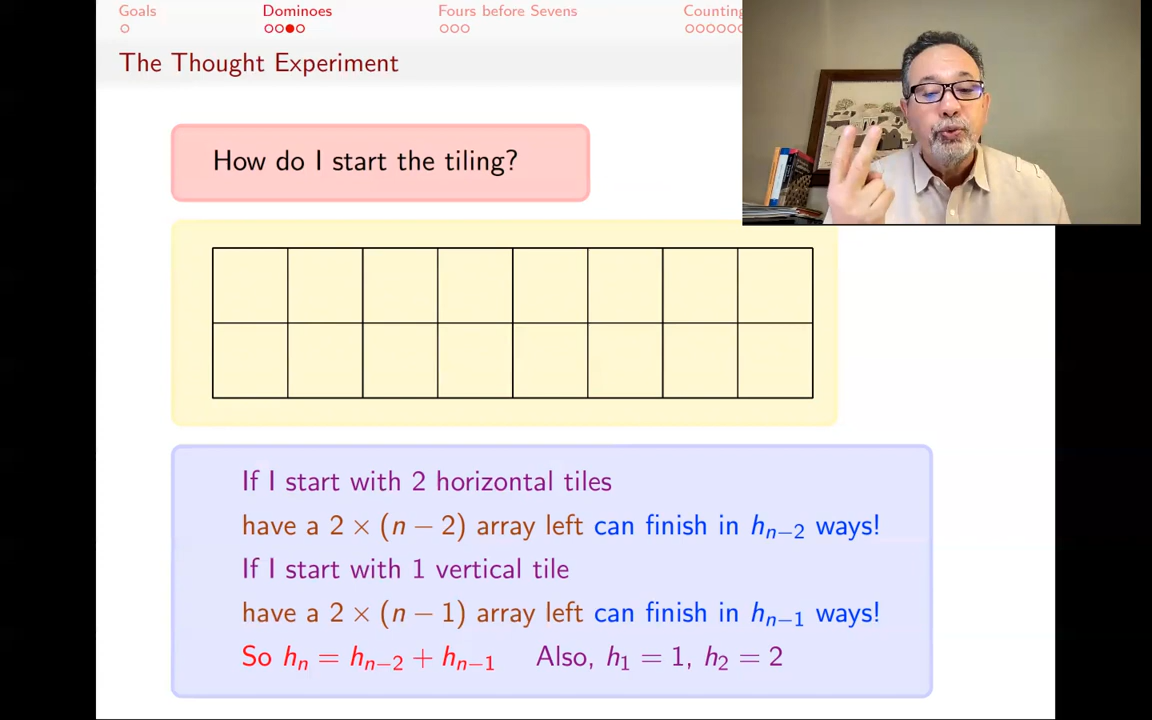 Goals Dominoes Fours before Sevens Counting
The Thought Experiment
How do I start the tiling?
If I start with 2 horizontal tiles
have a 2 × (n − 2) array left can finish in hₙ₋₂ ways!
If I start with 1 vertical tile
have a 2 × (n − 1) array left can finish in hₙ₋₁ ways!
So hₙ = hₙ₋₂ + hₙ₋₁ Also, h₁ = 1, h₂ = 2